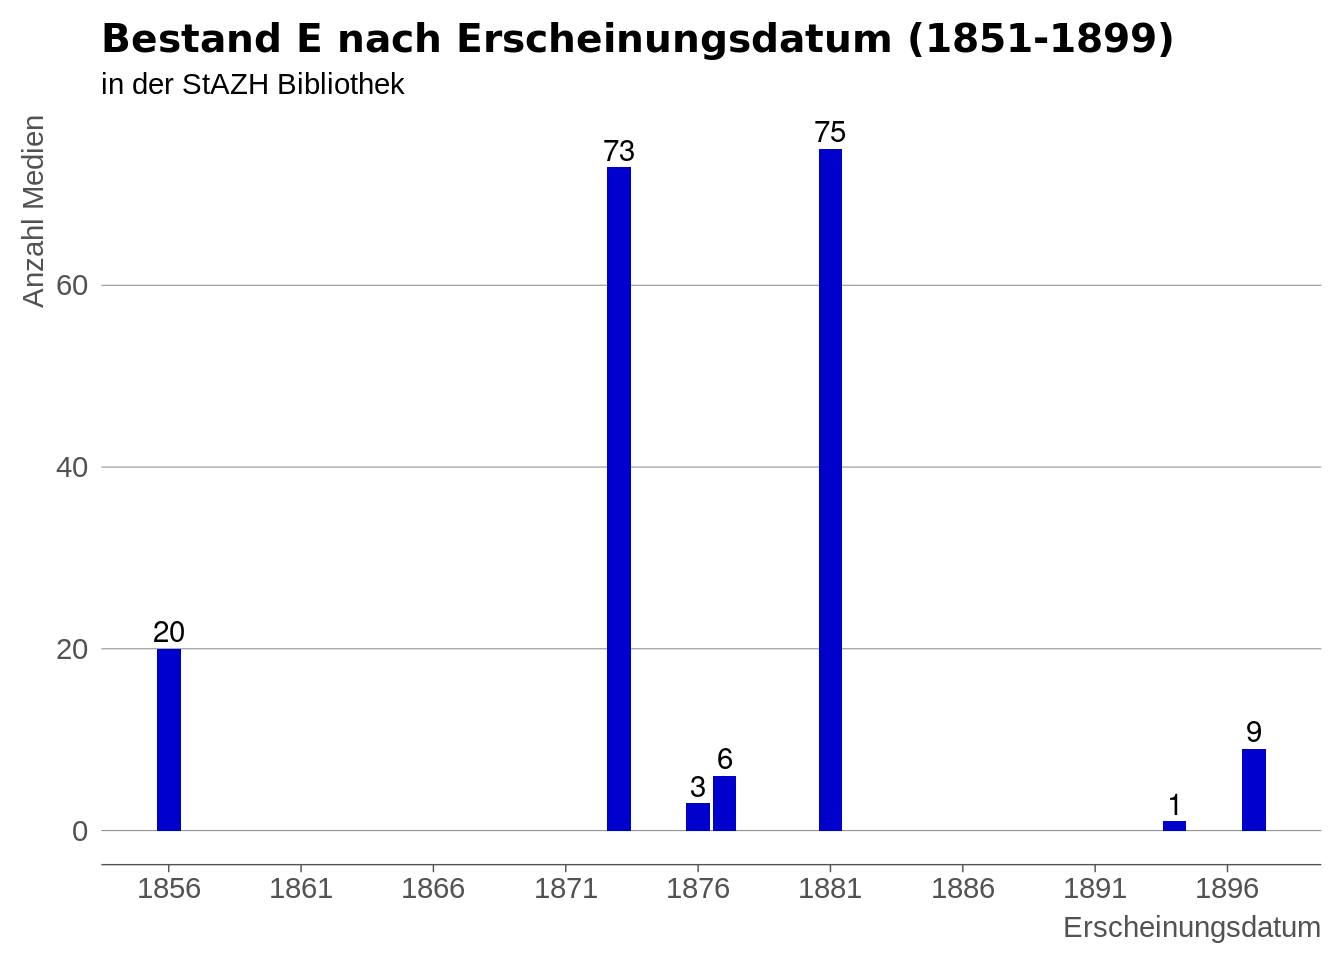 Bestand E nach Erscheinungsdatum (1851-1899)
in der StAZH Bibliothek
Anzahl Medien
75
73
60
40
20
20
9
6
3
1
0
1856 1861 1866 1871 1876 1881 1886 1891 1896
Erscheinungsdatum